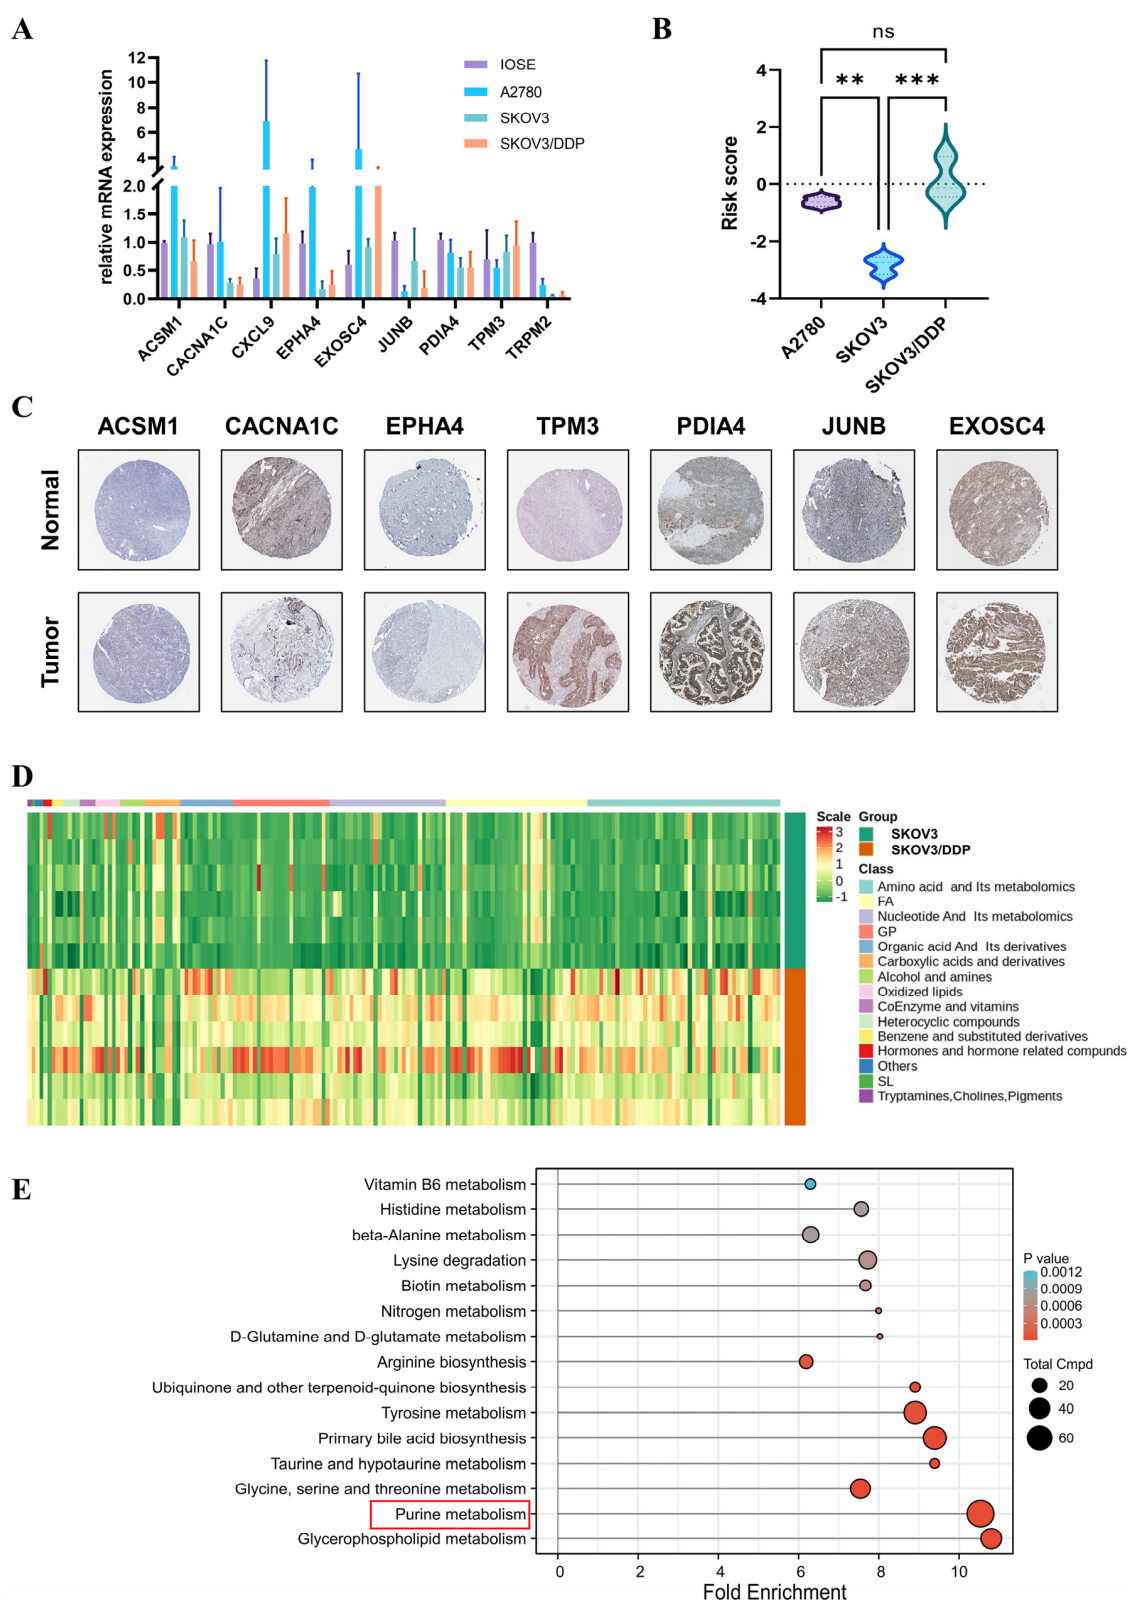 A
relative mRNA expression
12
10
8
6
4
2.0
1.5
1.0
0.5
0.0
IOSE
A2780
SKOV3
SKOV3/DDP
ACSM1
CACNA1C
CXCL9
EPHA4
EXOSC4
JUNB
PDIA4
TPM3
TRPM2
B
ns
** ***
Risk score
4
2
0
-2
-4
A2780
SKOV3
SKOV3/DDP
C
ACSM1 CACNA1C EPHA4 TPM3 PDIA4 JUNB EXOSC4
Normal
Tumor
D
Scale
3
2
1
0
-1
Group
SKOV3
SKOV3/DDP
Class
Amino acid and Its metabolomics
FA
Nucleotide And Its metabolomics
GP
Organic acid And Its derivatives
Carboxylic acids and derivatives
Alcohol and amines
Oxidized lipids
CoEnzyme and vitamins
Heterocyclic compounds
Benzene and substituted derivatives
Hormones and hormone related compunds
Others
SL
Tryptamines,Cholines,Pigments
E
Vitamin B6 metabolism
Histidine metabolism
beta-Alanine metabolism
Lysine degradation
Biotin metabolism
Nitrogen metabolism
D-Glutamine and D-glutamate metabolism
Arginine biosynthesis
Ubiquinone and other terpenoid-quinone biosynthesis
Tyrosine metabolism
Primary bile acid biosynthesis
Taurine and hypotaurine metabolism
Glycine, serine and threonine metabolism
Purine metabolism
Glycerophospholipid metabolism
0 2 4 6 8 10
Fold Enrichment
P value
0.0012
0.0009
0.0006
0.0003
Total Cmpd
20
40
60